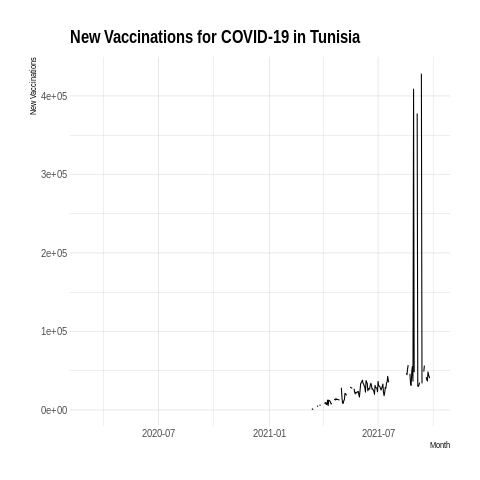 New Vaccinations for COVID-19 in Tunisia
New Vaccinations
4e+05
3e+05
2e+05
1e+05
0e+00
2020-07 2021-01 2021-07
Month